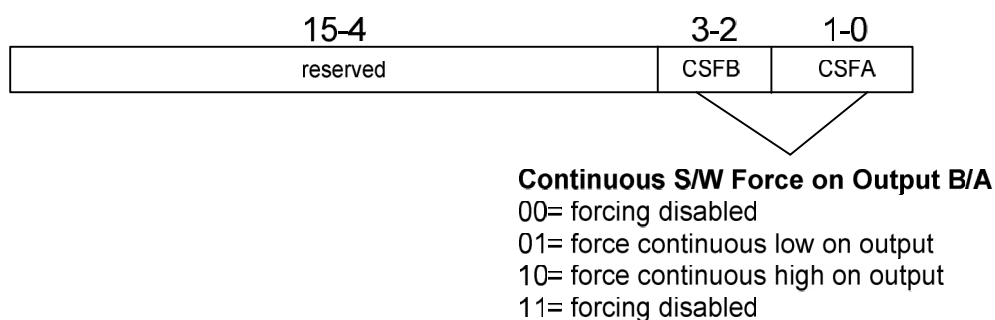 15-4 3-2 1-0
reserved CSFB CSFA
Continuous S/W Force on Output B/A
00= forcing disabled
01= force continuous low on output
10= force continuous high on output
11= forcing disabled